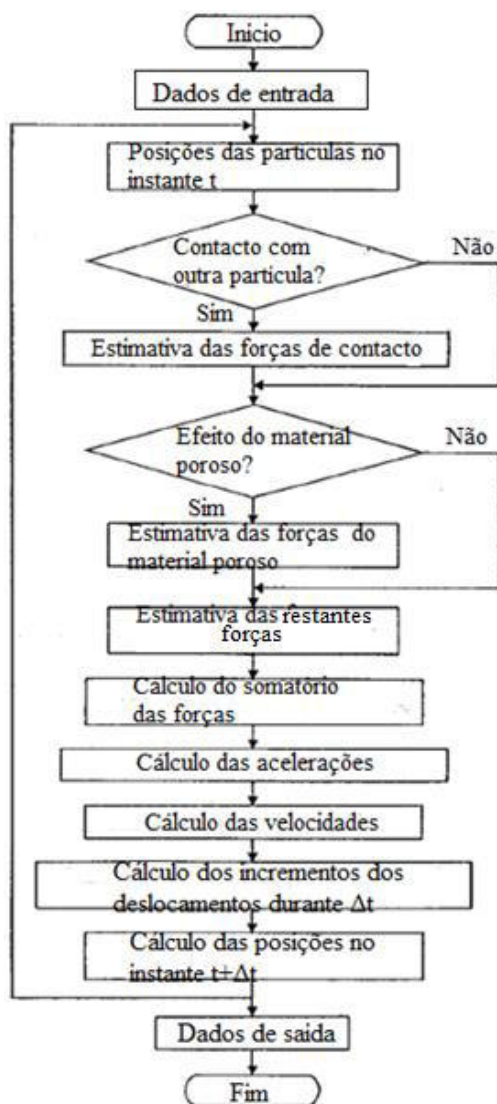 Inicio
Dados de entrada
Posições das particulas no
instante t
Contacto com
outra particula?
Não
Sim
Estimativa das forças de contacto
Efeito do material
poroso?
Não
Sim
Estimativa das forças do
material poroso
Estimativa das restantes
forças
Calculo do somatório
das forças
Cálculo das acelerações
Cálculo das velocidades
Cálculo dos incrementos dos
deslocamentos durante Δt
Cálculo das posições no
instante t+Δt
Dados de saida
Fim